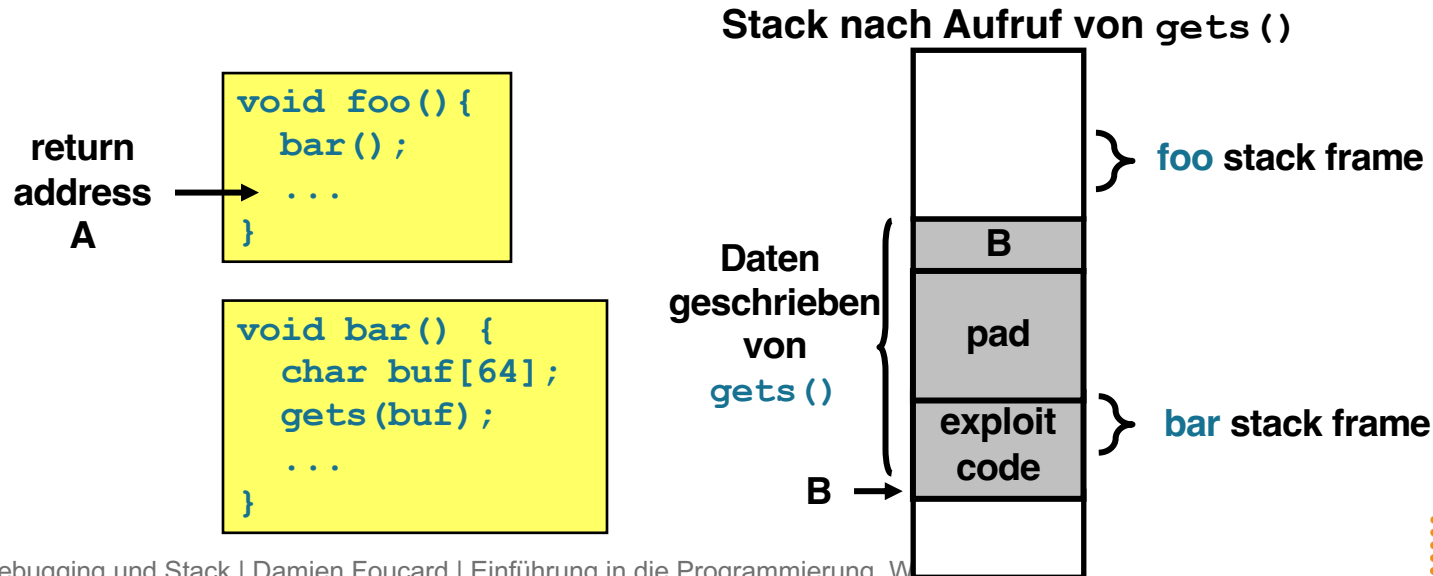 Stack nach Aufruf von gets()
return
address
A
void foo(){
bar();
...
}
void bar() {
char buf[64];
gets(buf);
...
}
foo stack frame
Daten
geschrieben
von
gets()
B
pad
exploit
code
bar stack frame
B
ebugging und Stack | Damien Foucard | Einführung in die Programmierung, W